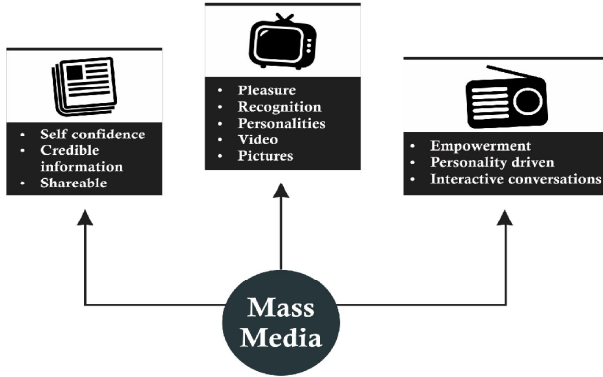 • Self confidence
• Credible
information
• Shareable
• Pleasure
• Recognition
• Personalities
• Video
• Pictures
• Empowerment
• Personality driven
• Interactive conversations
Mass
Media